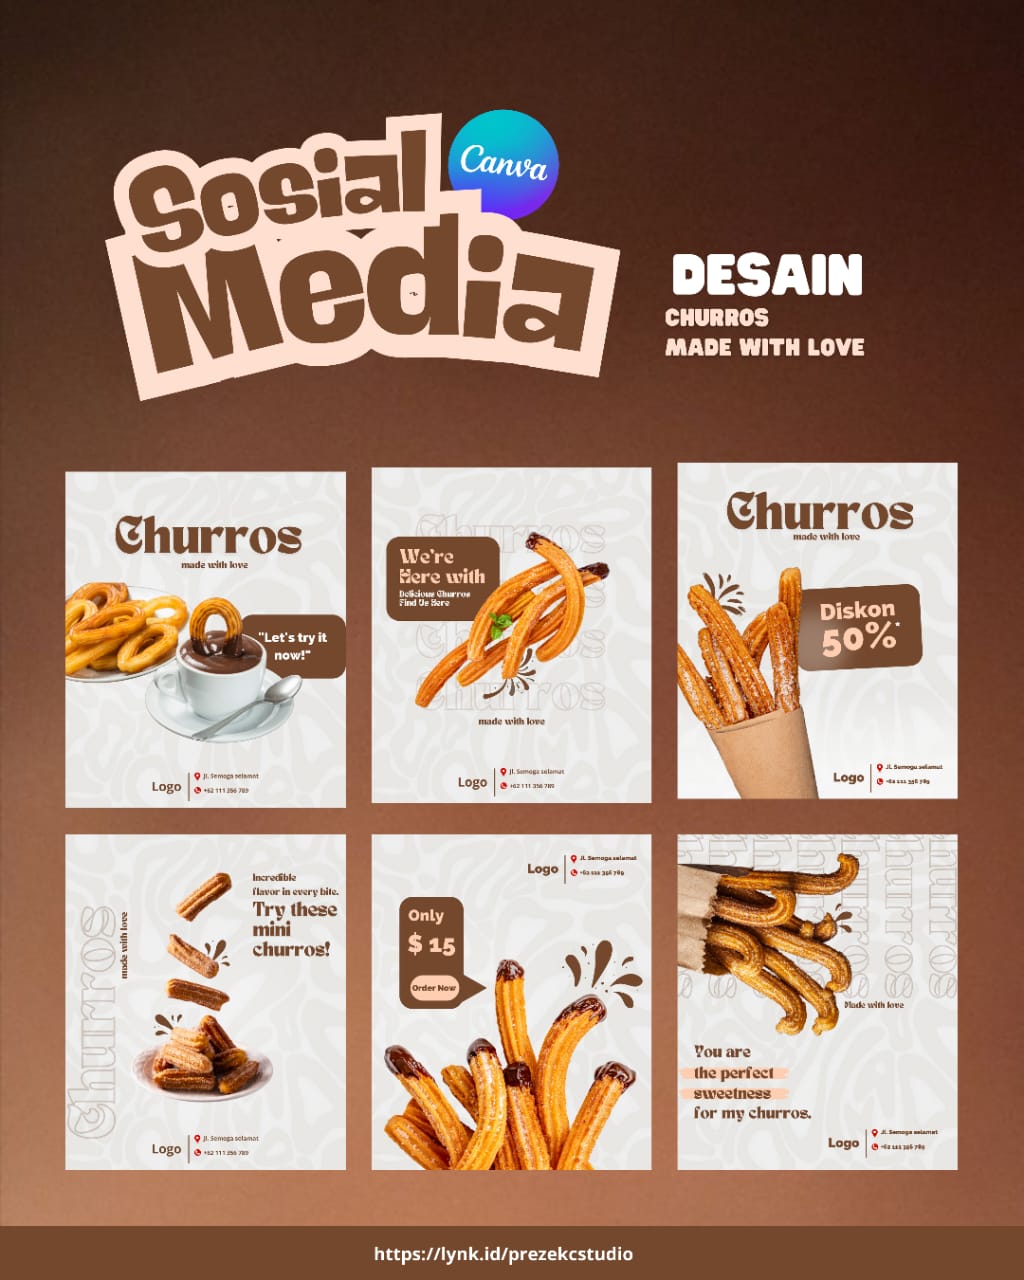 Sosial
Media
Canva
DESAIN
CHURROS
MADE WITH LOVE
Churros
made with love
"Let's try it
now!"
Logo
Jl. Semoga selamat
+62 111 356 789
Churros
We're
Here with
Delicious Churros
Find Us Here
Churros
Churros
Churros
made with love
Logo
Jl. Semoga selamat
+62 111 356 789
Churros
made with love
Diskon
50%*
Logo
Jl. Semoga selamat
+62 111 356 789
Churros
made with love
Incredible
flavor in every bite.
Try these
mini
churros!
Logo
Jl. Semoga selamat
+62 111 356 789
Logo
Jl. Semoga selamat
+62 111 356 789
Only
$ 15
Order Now
Made with love
You are
the perfect
sweetness
for my churros.
Logo
Jl. Semoga selamat
+62 111 356 789
https://lynk.id/prezekcstudio